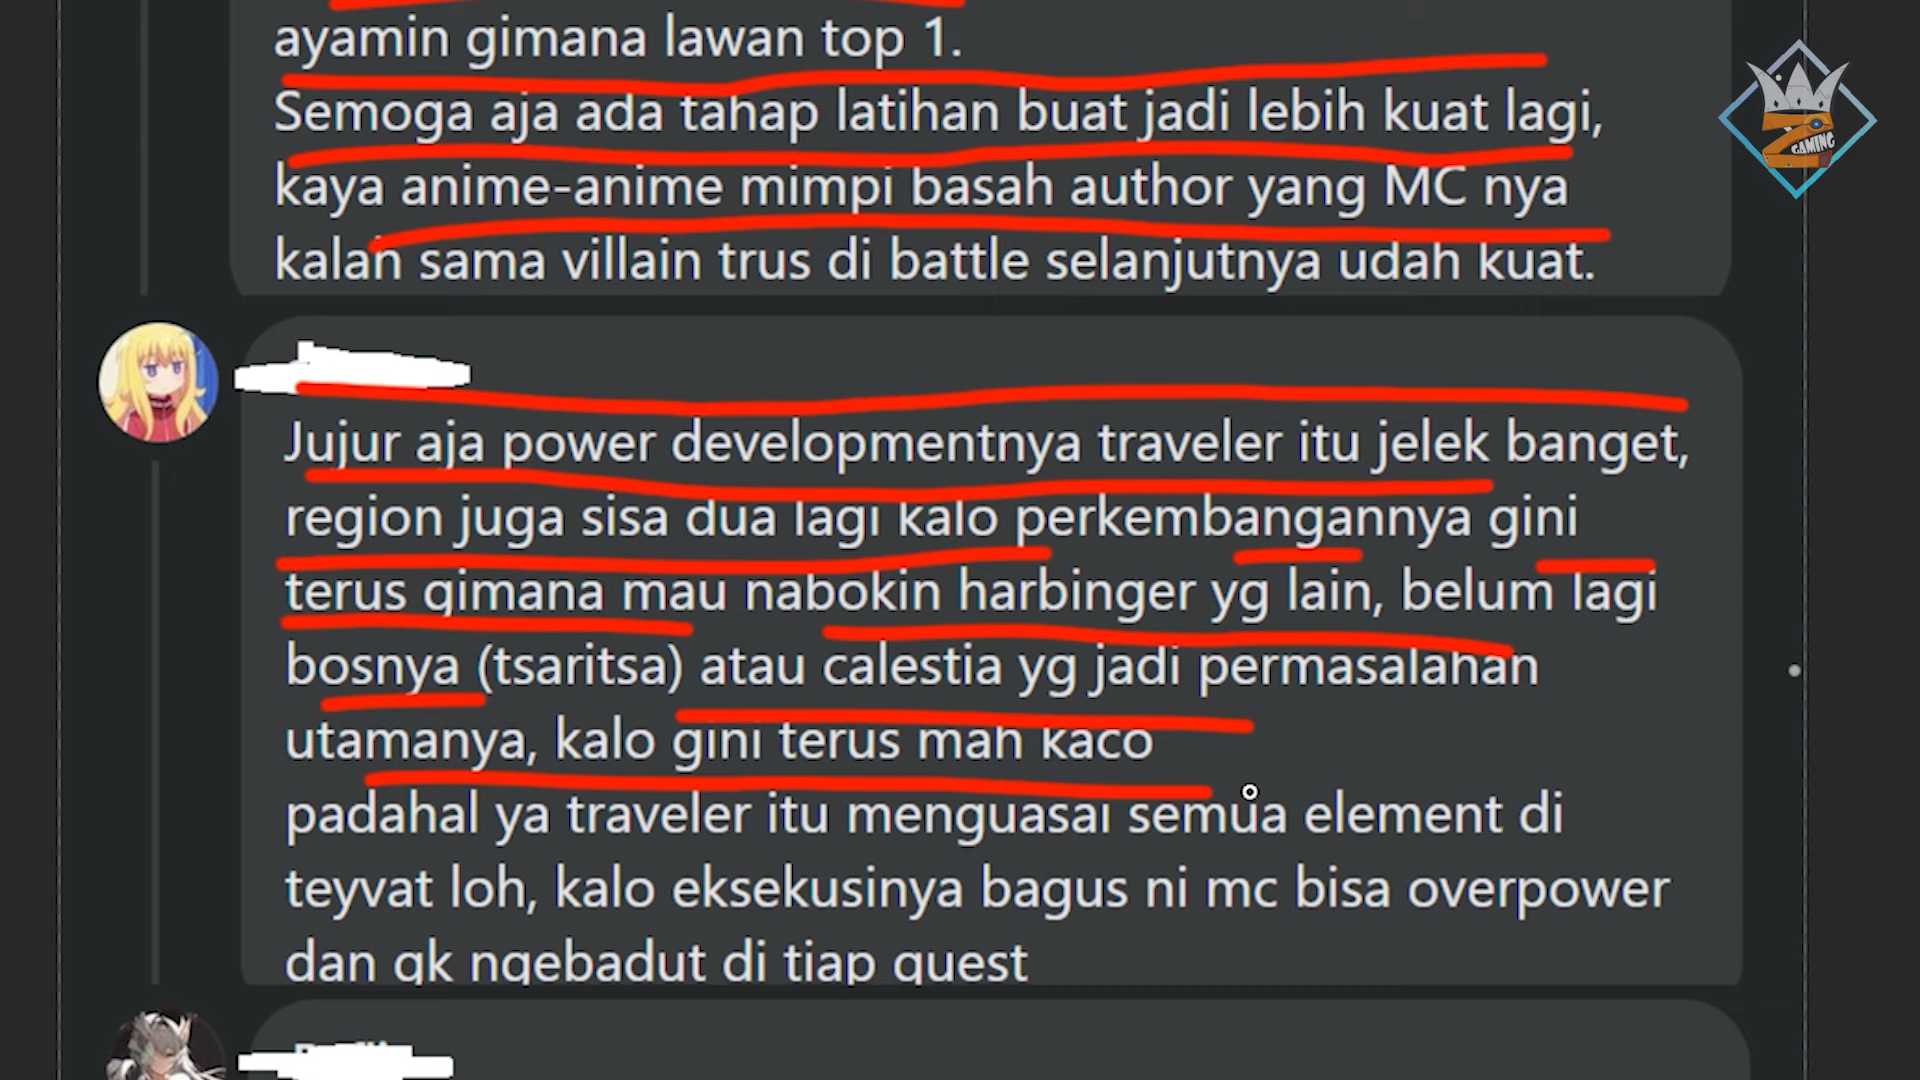 ayamin gimana lawan top 1.
Semoga aja ada tahap latihan buat jadi lebih kuat lagi,
kaya anime-anime mimpi basah author yang MC nya
kalah sama villain trus di battle selanjutnya udah kuat.
GAMING
Jujur aja power developmentnya traveler itu jelek banget,
region juga sisa dua lagi kalo perkembangannya gini
terus gimana mau nabokin harbinger yg lain, belum lagi
bosnya (tsaritsa) atau calestia yg jadi permasalahan
utamanya, kalo gini terus mah kaco
padahal ya traveler itu menguasai semua element di
teyvat loh, kalo eksekusinya bagus ni mc bisa overpower
dan gk ngebadut di tiap quest